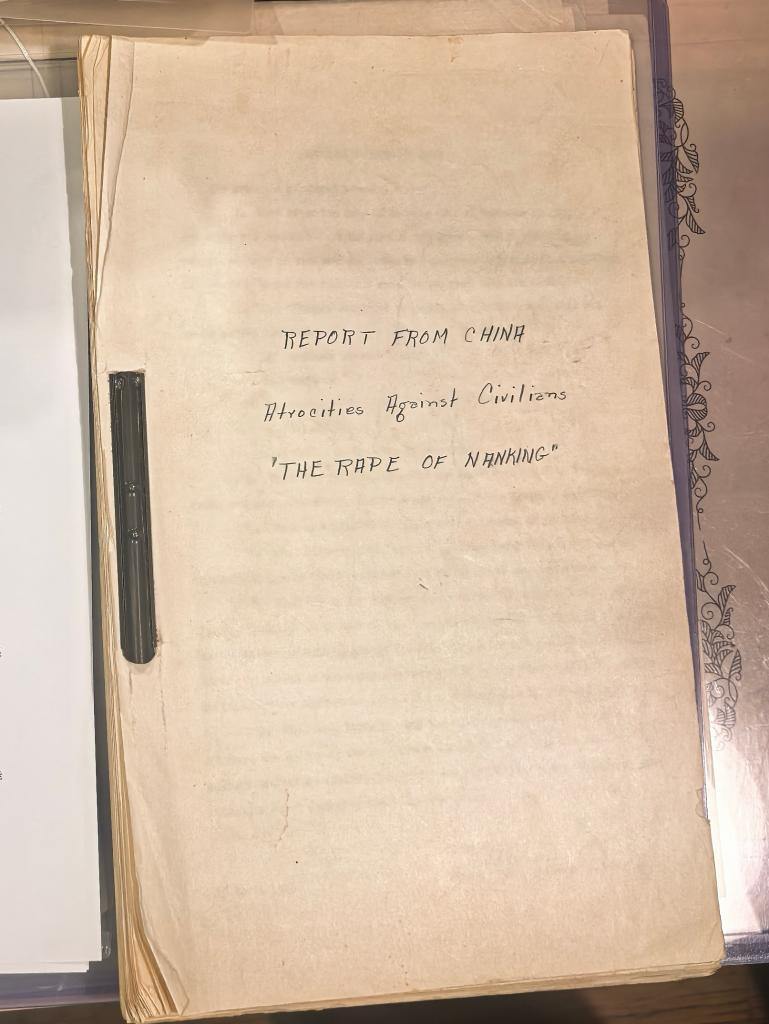 REPORT FROM CHINA
Atrocities Against Civilians
"THE RAPE OF NANKING"